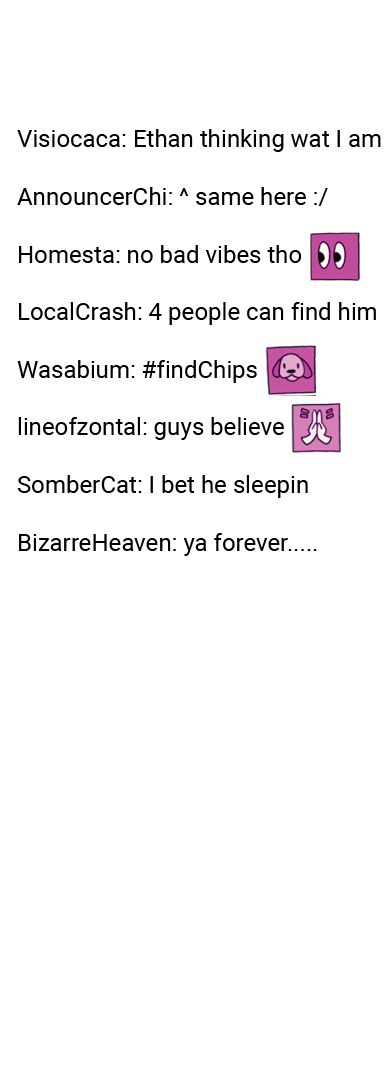 Visiocaca: Ethan thinking wat I am
AnnouncerChi: ^ same here :/
Homesta: no bad vibes tho
LocalCrash: 4 people can find him
Wasabium: #findChips
lineofzontal: guys believe
SomberCat: I bet he sleepin
BizarreHeaven: ya forever.....